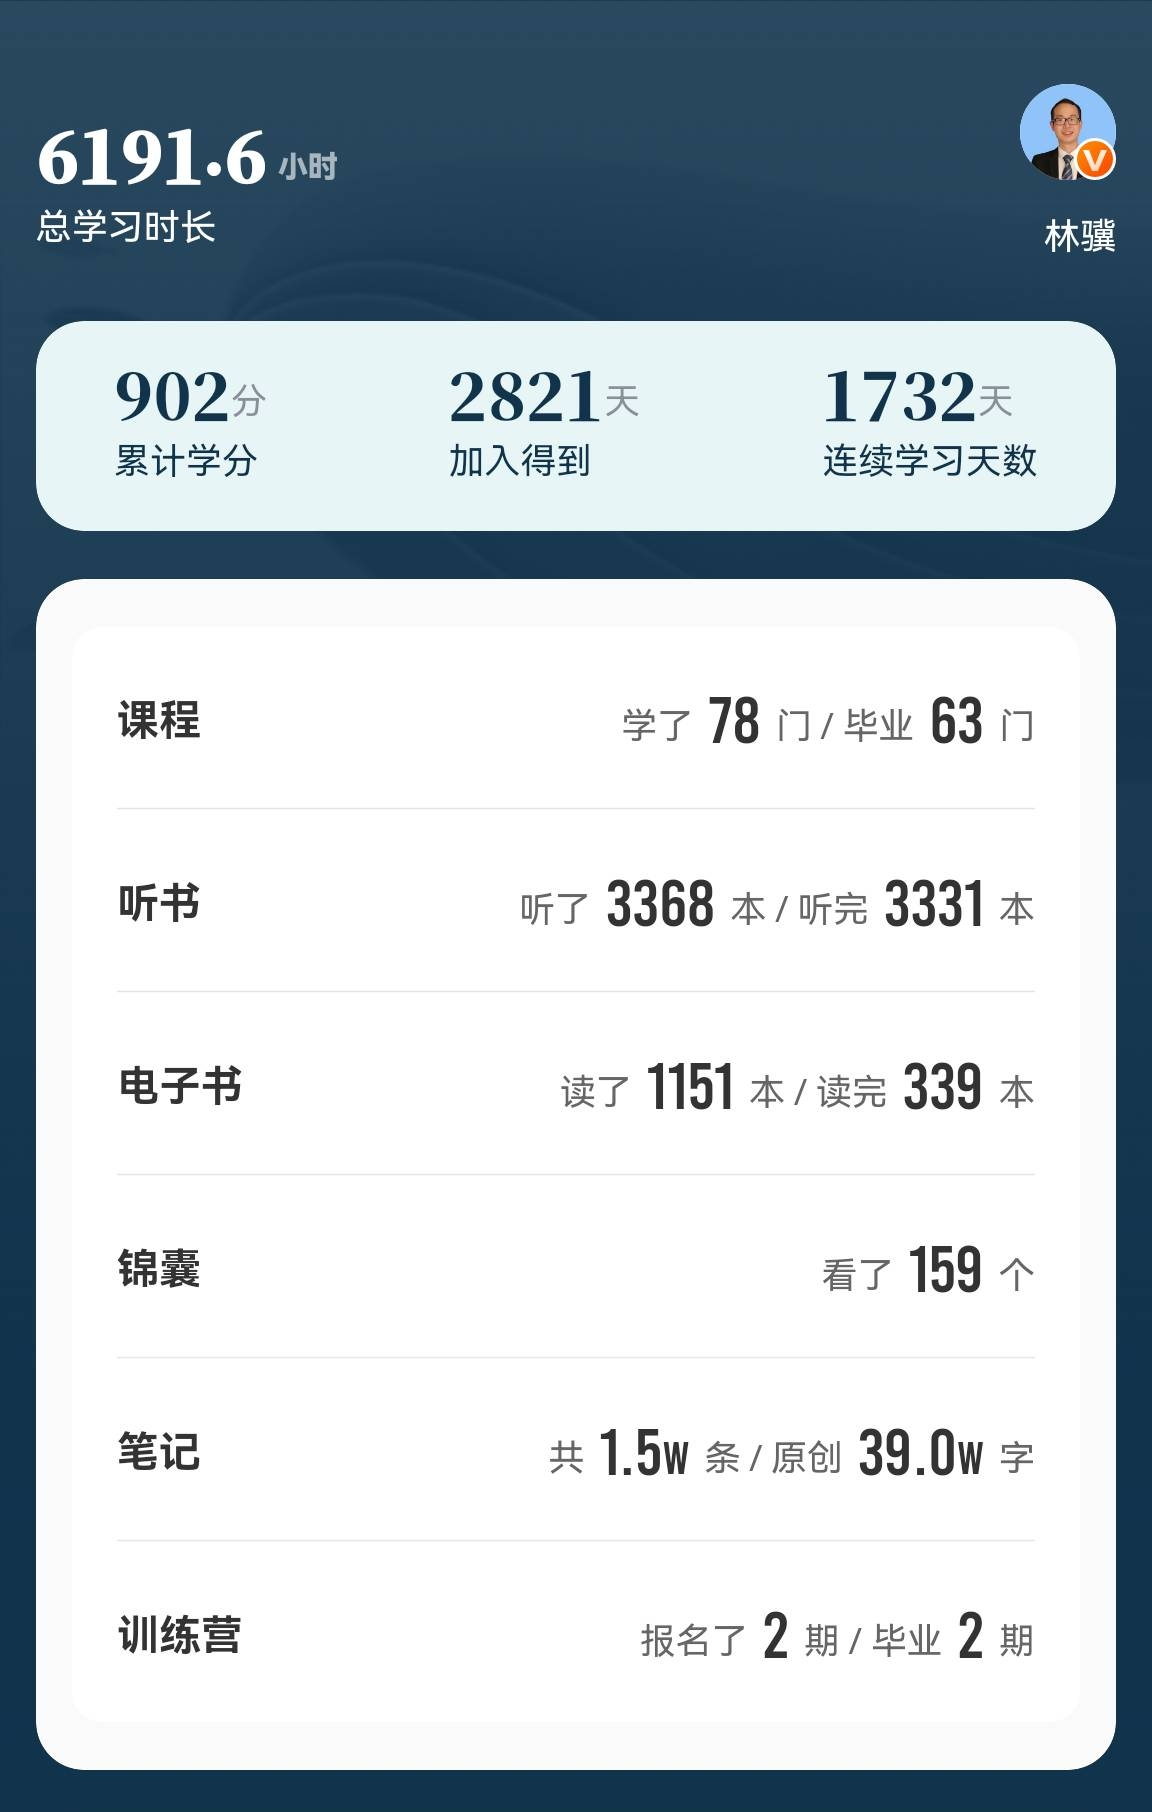 6191.6 小时
总学习时长
林骥
902分
累计学分
2821天
加入得到
1732天
连续学习天数
课程 学了 78 门 / 毕业 63 门
听书 听了 3368 本 / 听完 3331 本
电子书 读了 1151 本 / 读完 339 本
锦囊 看了 159 个
笔记 共 1.5w 条 / 原创 39.0w 字
训练营 报名了 2 期 / 毕业 2 期